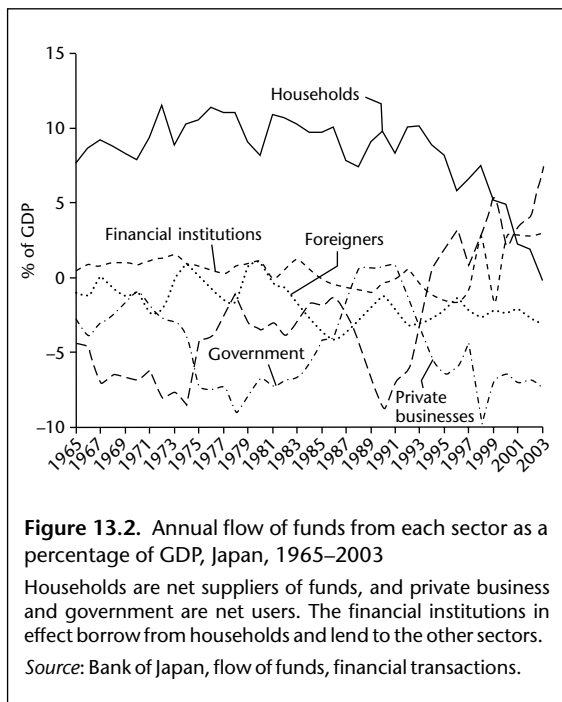 15
10
5
0
−5
−10
% of GDP
Households
Financial institutions
Foreigners
Government
Private
businesses
1965
1967
1969
1971
1973
1975
1977
1979
1981
1983
1985
1987
1989
1991
1993
1995
1997
1999
2001
2003
Figure 13.2. Annual flow of funds from each sector as a
percentage of GDP, Japan, 1965–2003
Households are net suppliers of funds, and private business
and government are net users. The financial institutions in
effect borrow from households and lend to the other sectors.
Source: Bank of Japan, flow of funds, financial transactions.